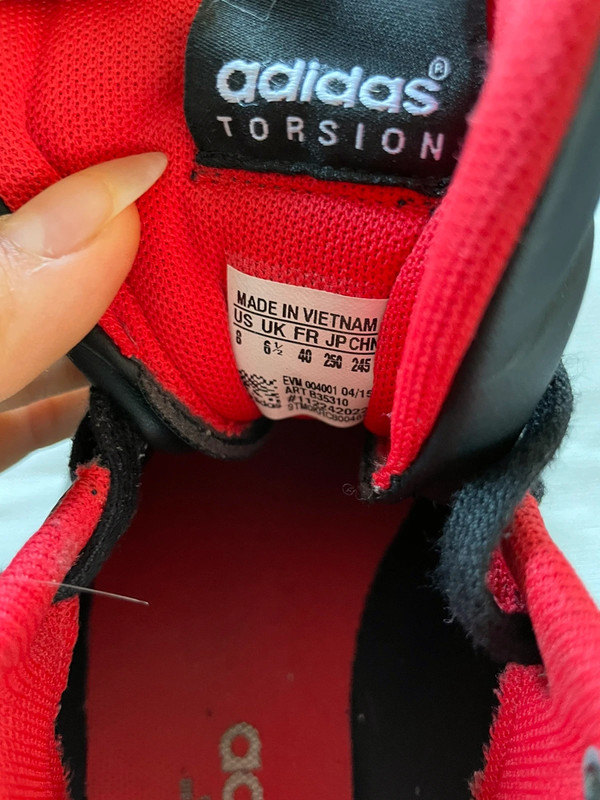 adidas®
TORSION
MADE IN VIETNAM
US UK FR JP CHN
8 6½ 40 250 245
EVM 004001 04/15
ART B35310